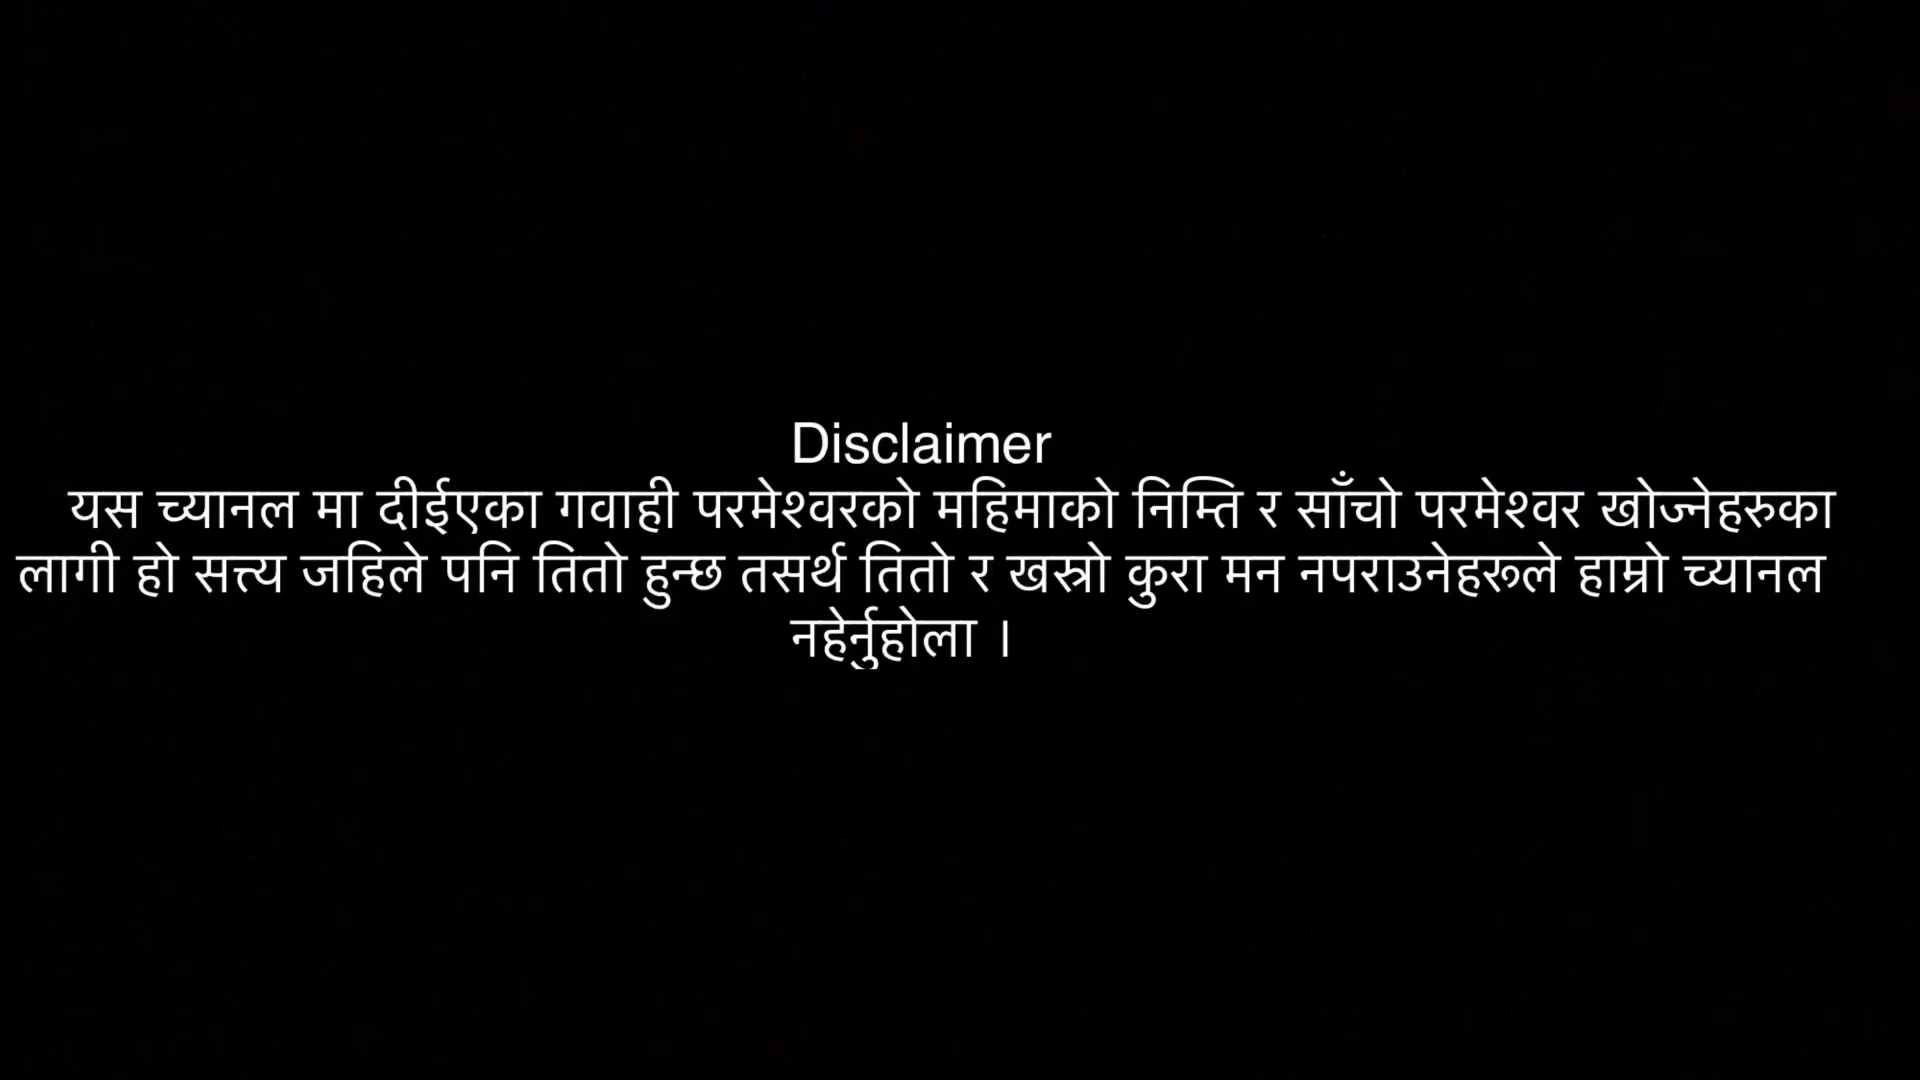 Disclaimer
यस च्यानल मा दीईएका गवाही परमेश्वरको महिमाको निम्ति र साँचो परमेश्वर खोज्नेहरुका
लागी हो सत्त्य जहिले पनि तितो हुन्छ तसर्थ तितो र खस्रो कुरा मन नपराउनेहरूले हाम्रो च्यानल
नहेर्नुहोला ।